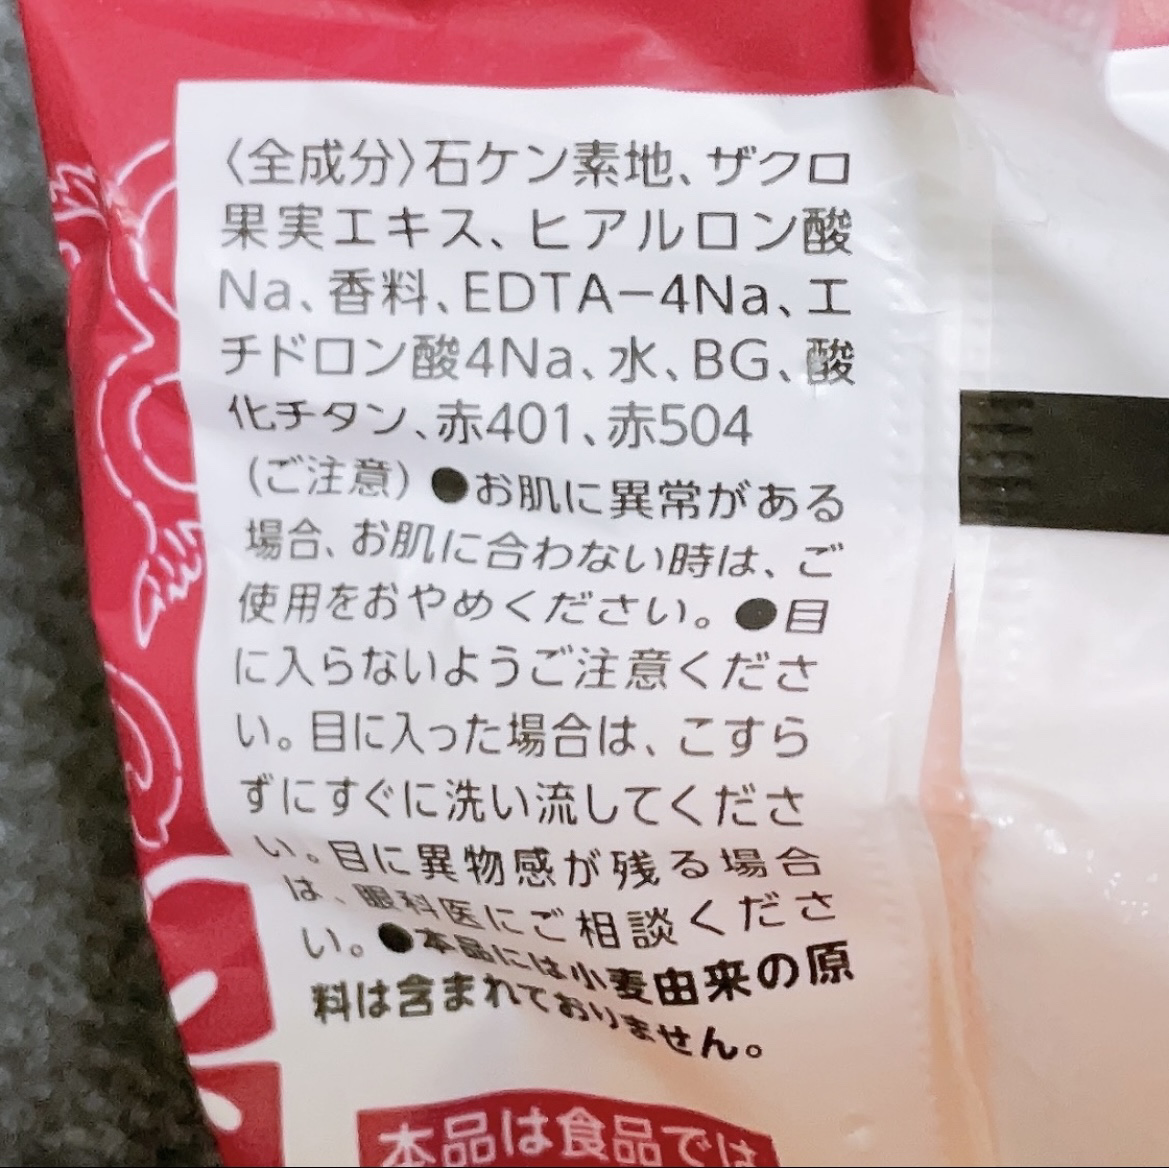 〈全成分〉石ケン素地、ザクロ
果実エキス、ヒアルロン酸
Na、香料、EDTA−4Na、エ
チドロン酸4Na、水、BG、酸
化チタン、赤401、赤504
(ご注意)●お肌に異常がある
場合、お肌に合わない時は、ご
使用をおやめください。●目
に入らないようご注意くださ
い。目に入った場合は、こすら
ずにすぐに洗い流してくださ
い。目に異物感が残る場合
は、眼科医にご相談くださ
い。●本品には小麦由来の原
料は含まれておりません。
本品は食品では